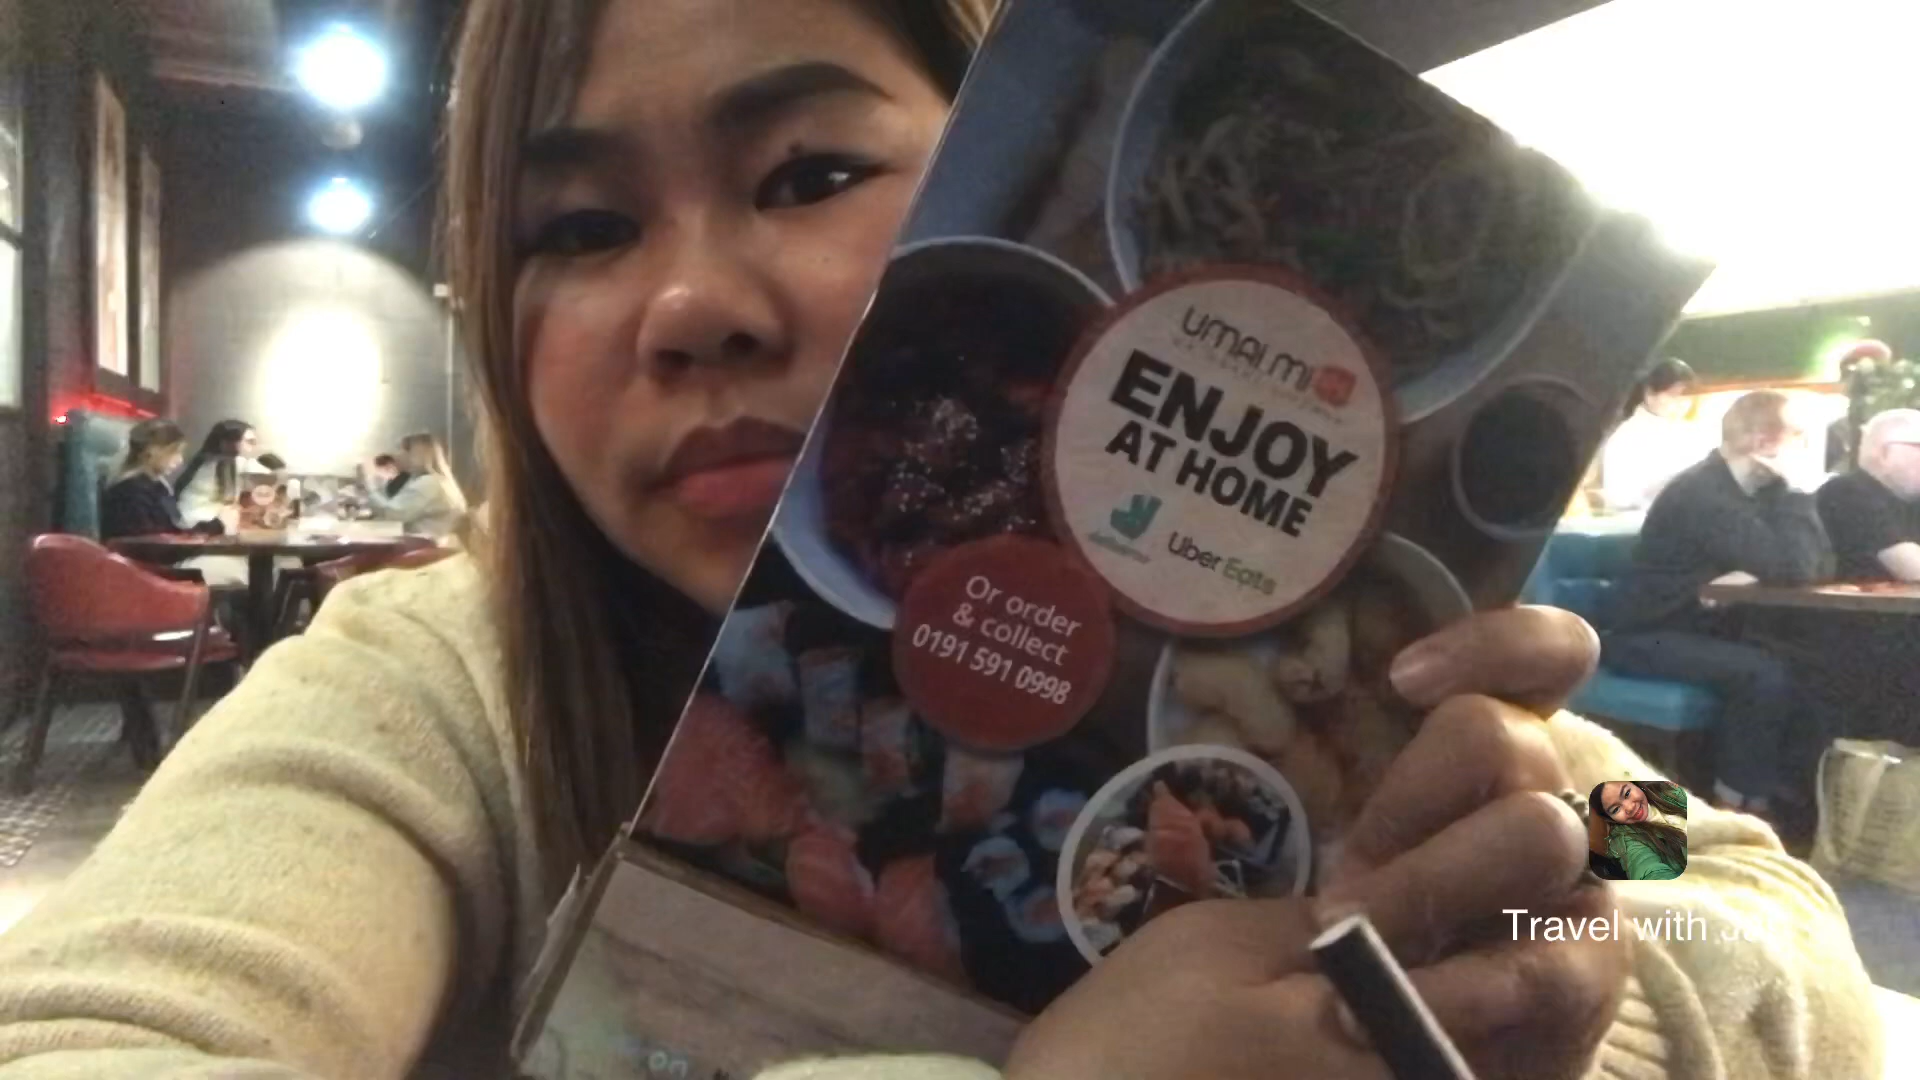 UMAI MI
ENJOY
AT HOME
Uber Eats
Or order
& collect
0191 591 0998
Travel with